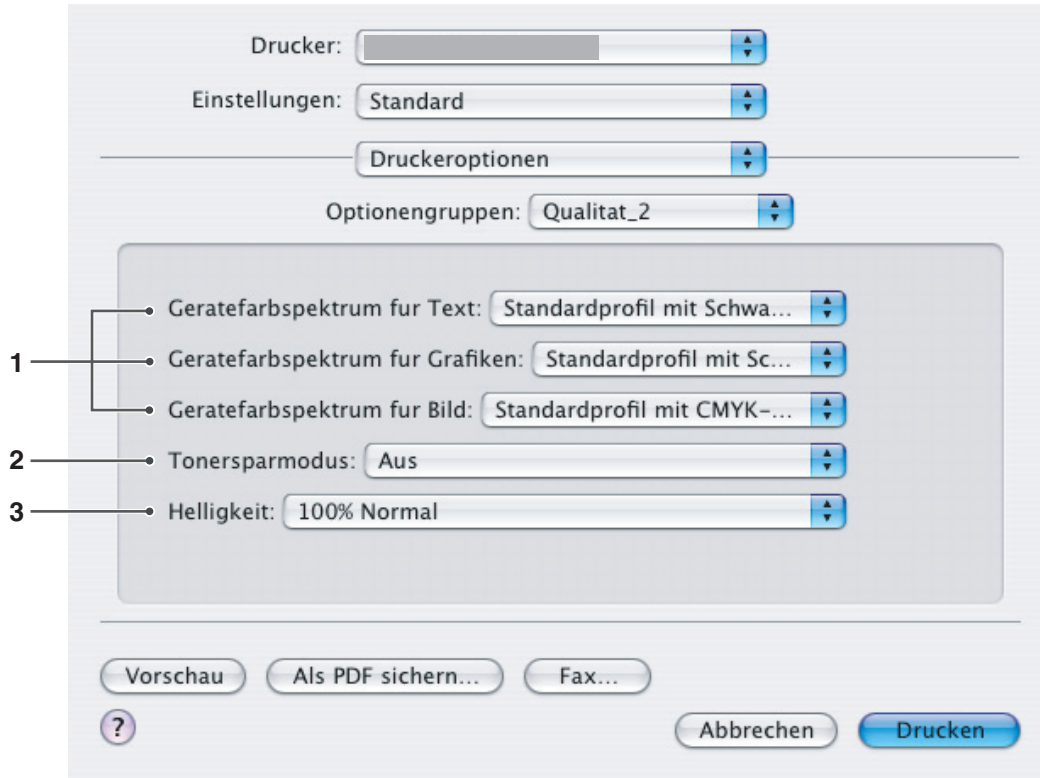 Drucker:
Einstellungen: Standard
Druckeroptionen
Optionengruppen: Qualitat_2
Geratefarbspektrum fur Text: Standardprofil mit Schwa...
1 Geratefarbspektrum fur Grafiken: Standardprofil mit Sc...
Geratefarbspektrum fur Bild: Standardprofil mit CMYK-...
2 Tonersparmodus: Aus
3 Helligkeit: 100% Normal
Vorschau Als PDF sichern... Fax...
? Abbrechen Drucken